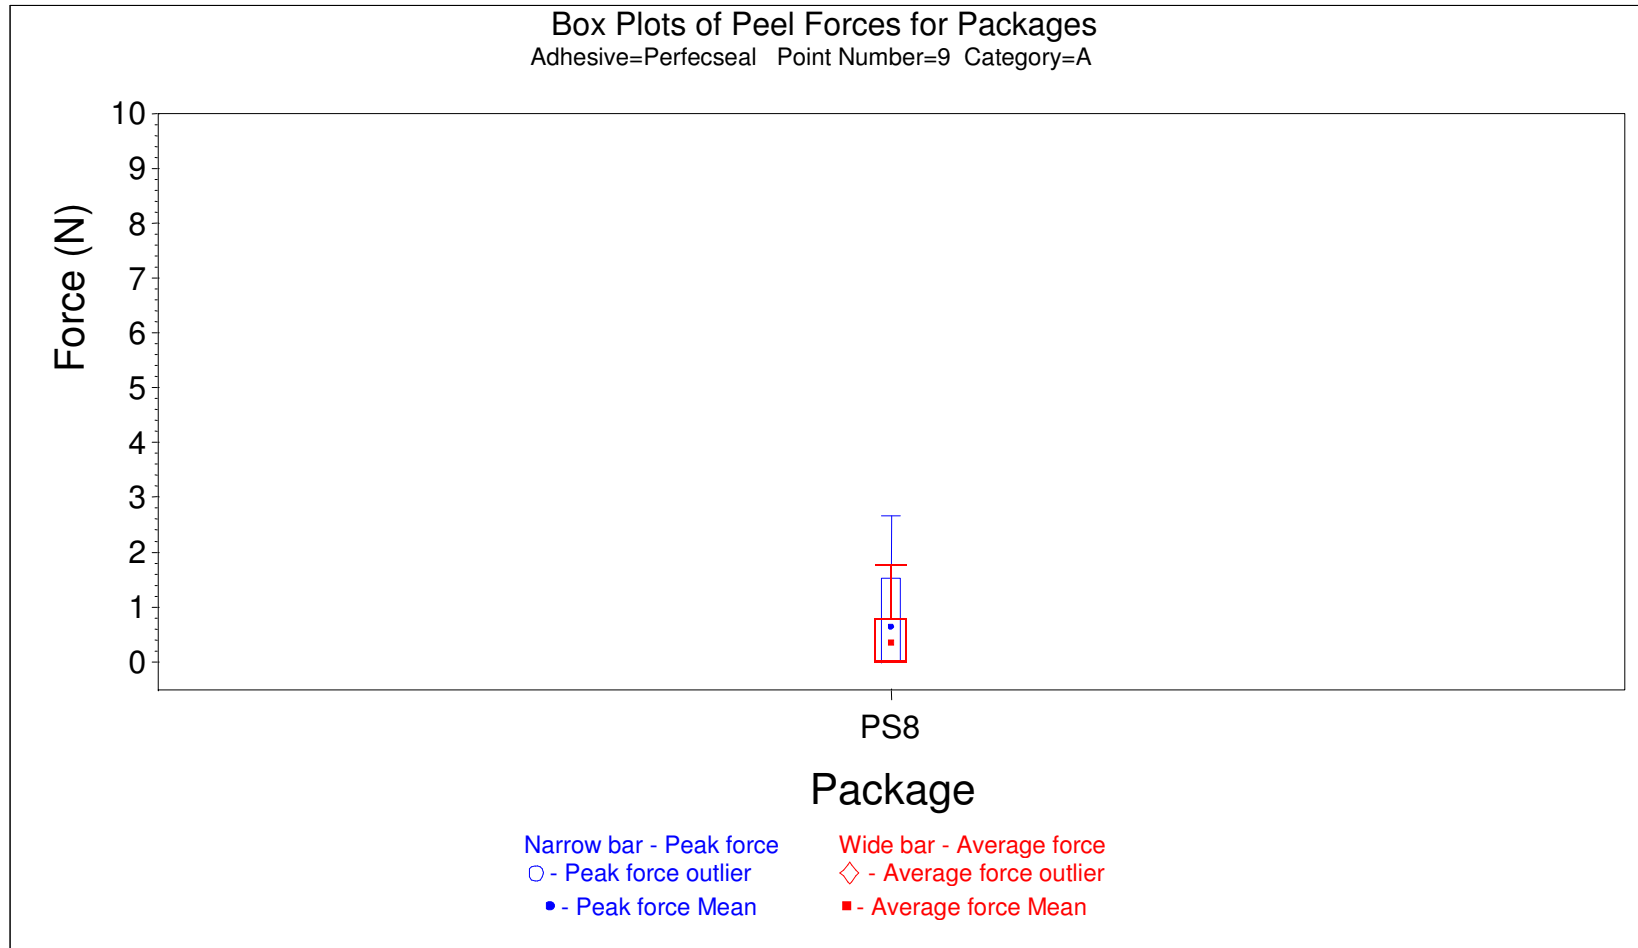 Box Plots of Peel Forces for Packages
Adhesive=Perfecseal Point Number=9 Category=A
10
9
8
7
6
5
4
3
2
1
0
Force (N)
PS8
Package
Narrow bar - Peak force
Wide bar - Average force
- Peak force outlier
- Average force outlier
- Peak force Mean
- Average force Mean